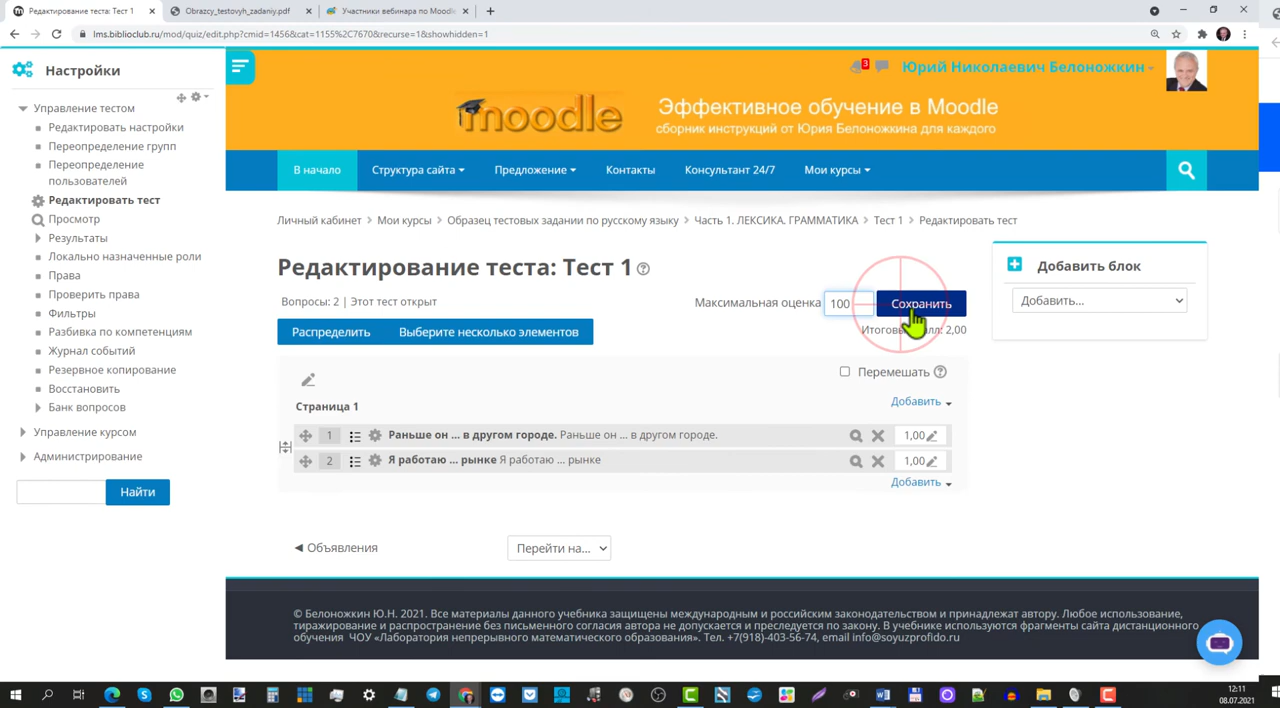 Редактирование теста: Тест 1
Obrazcy_testovyh_zadaniy.pdf
Участники вебинара по Moodle
lms.biblioclub.ru/mod/quiz/edit.php?cmid=1456&cat=1155%2C7670&recurse=1&showhidden=1
Настройки
Управление тестом
Редактировать настройки
Переопределение групп
Переопределение
пользователей
Редактировать тест
Просмотр
Результаты
Локально назначенные роли
Права
Проверить права
Фильтры
Разбивка по компетенциям
Журнал событий
Резервное копирование
Восстановить
Банк вопросов
Управление курсом
Администрирование
Найти
3
Юрий Николаевич Белоножкин
moodle
Эффективное обучение в Moodle
сборник инструкций от Юрия Белоножкина для каждого
В начало Структура сайта Предложение Контакты Консультант 24/7 Мои курсы
Личный кабинет Мои курсы Образец тестовых задании по русскому языку Часть 1. ЛЕКСИКА. ГРАММАТИКА Тест 1 Редактировать тест
Редактирование теста: Тест 1
Вопросы: 2 | Этот тест открыт
Максимальная оценка 100 Сохранить
2,00
Распределить Выберите несколько элементов
Перемешать
Страница 1
Добавить
1 Раньше он ... в другом городе. Раньше он ... в другом городе. 1,00
2 Я работаю ... рынке Я работаю ... рынке 1,00
Добавить
◄ Объявления
Перейти на...
Добавить блок
Добавить...
© Белоножкин Ю.Н. 2021. Все материалы данного учебника защищены международным и российским законодательством и принадлежат автору. Любое использование,
тиражирование и распространение без письменного согласия автора не допускается и преследуется по закону. В учебнике используются фрагменты сайта дистанционного
обучения ЧОУ «Лаборатория непрерывного математического образования». Тел. +7(918)-403-56-74, email info@soyuzprofido.ru
12:11
08.07.2021